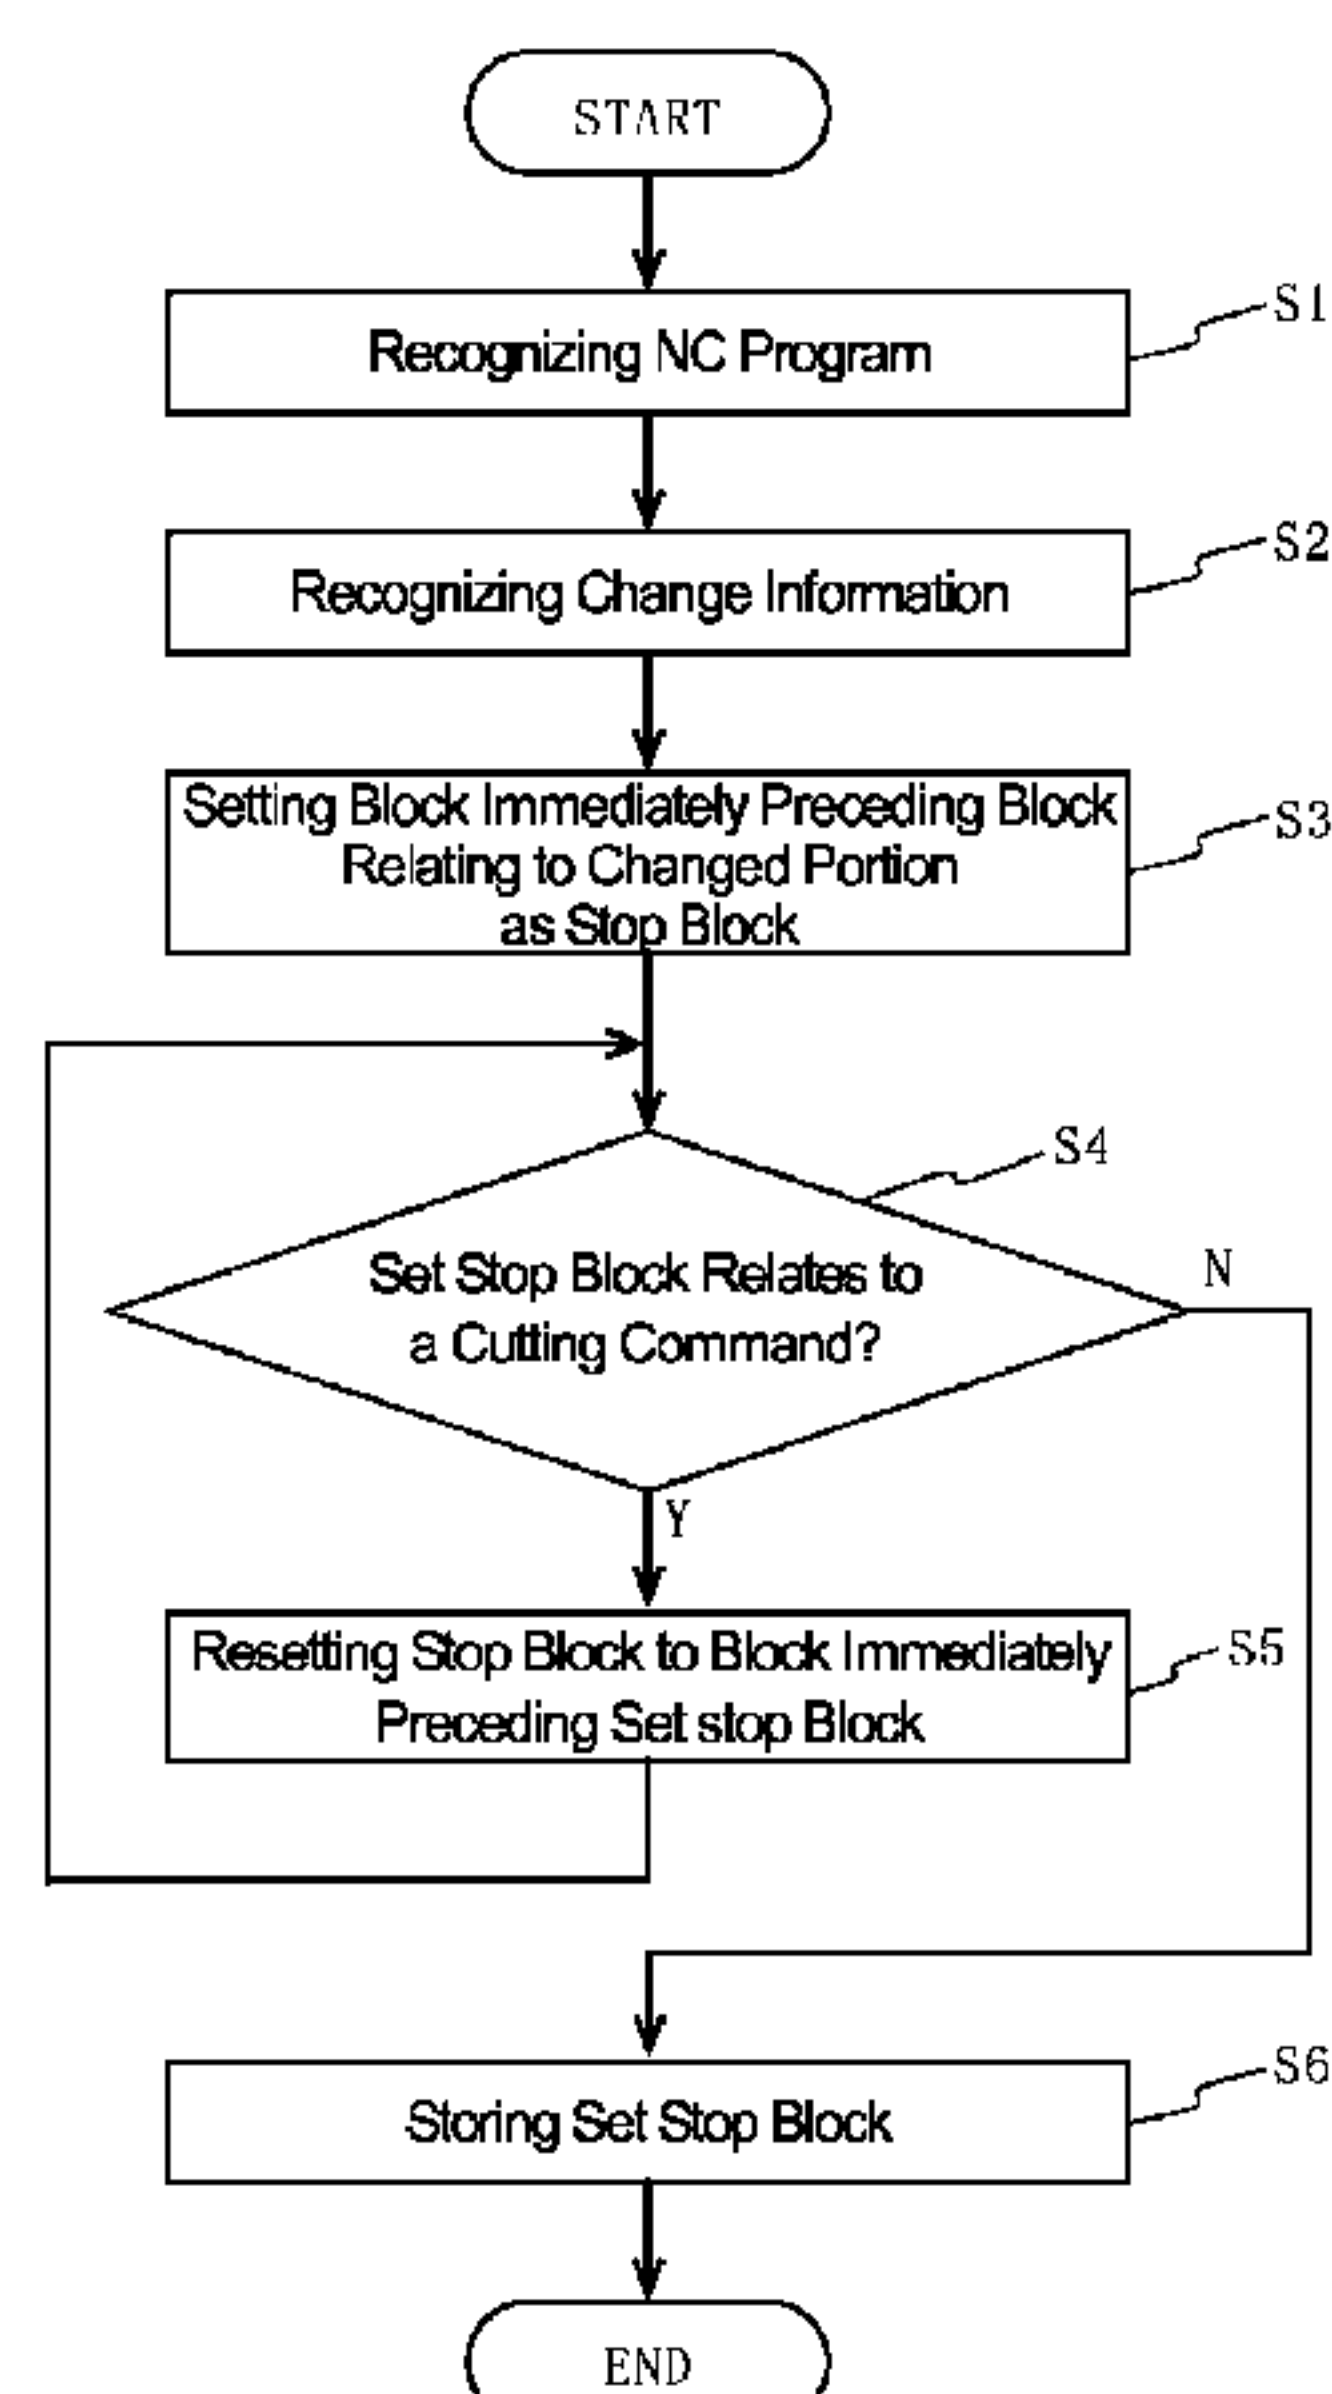 START
Recognizing NC Program
S1
Recognizing Change Information
S2
Setting Block Immediately Preceding Block
Relating to Changed Portion
as Stop Block
S3
S4
Set Stop Block Relates to
a Cutting Command?
N
Y
Resetting Stop Block to Block Immediately
Preceding Set stop Block
S5
Storing Set Stop Block
S6
END